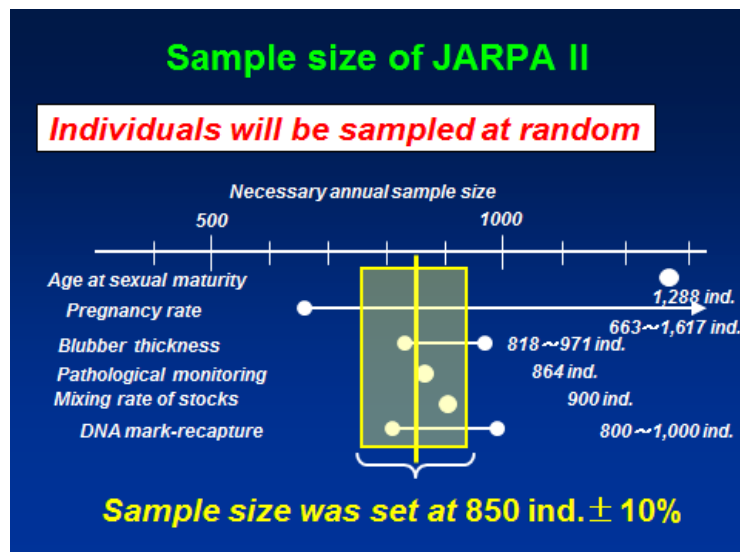 Sample size of JARPA II
Individuals will be sampled at random
Necessary annual sample size
500 1000
Age at sexual maturity
1,288 ind.
Pregnancy rate
663～1,617 ind.
Blubber thickness 818～971 ind.
Pathological monitoring 864 ind.
Mixing rate of stocks 900 ind.
DNA mark-recapture 800～1,000 ind.
Sample size was set at 850 ind.± 10%